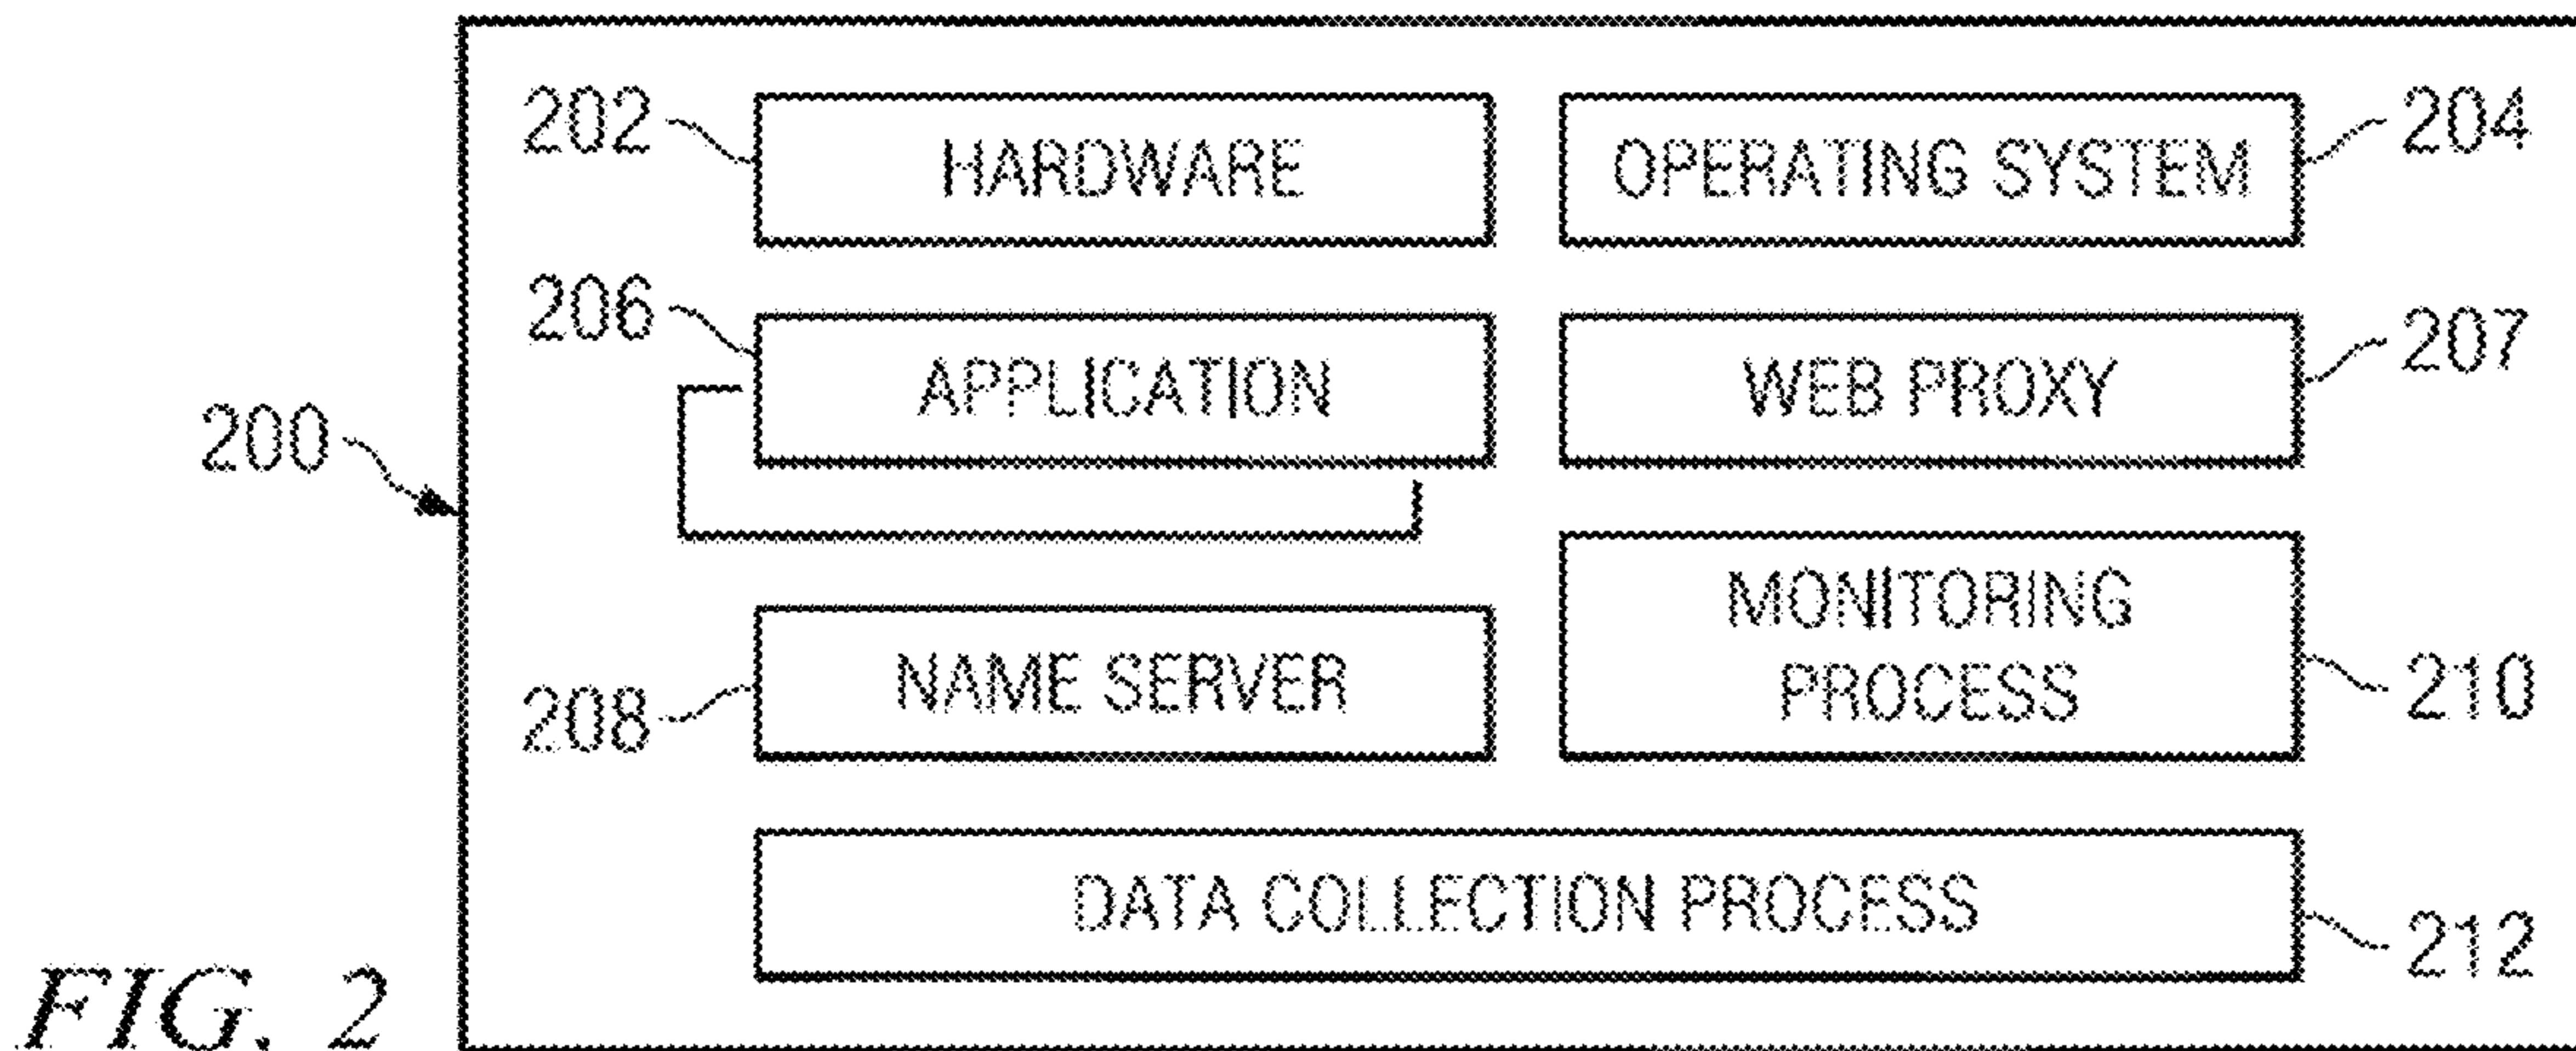 202 HARDWARE OPERATING SYSTEM 204
206 APPLICATION WEB PROXY 207
200
MONITORING
208 NAME SERVER PROCESS 210
DATA COLLECTION PROCESS 212
FIG. 2